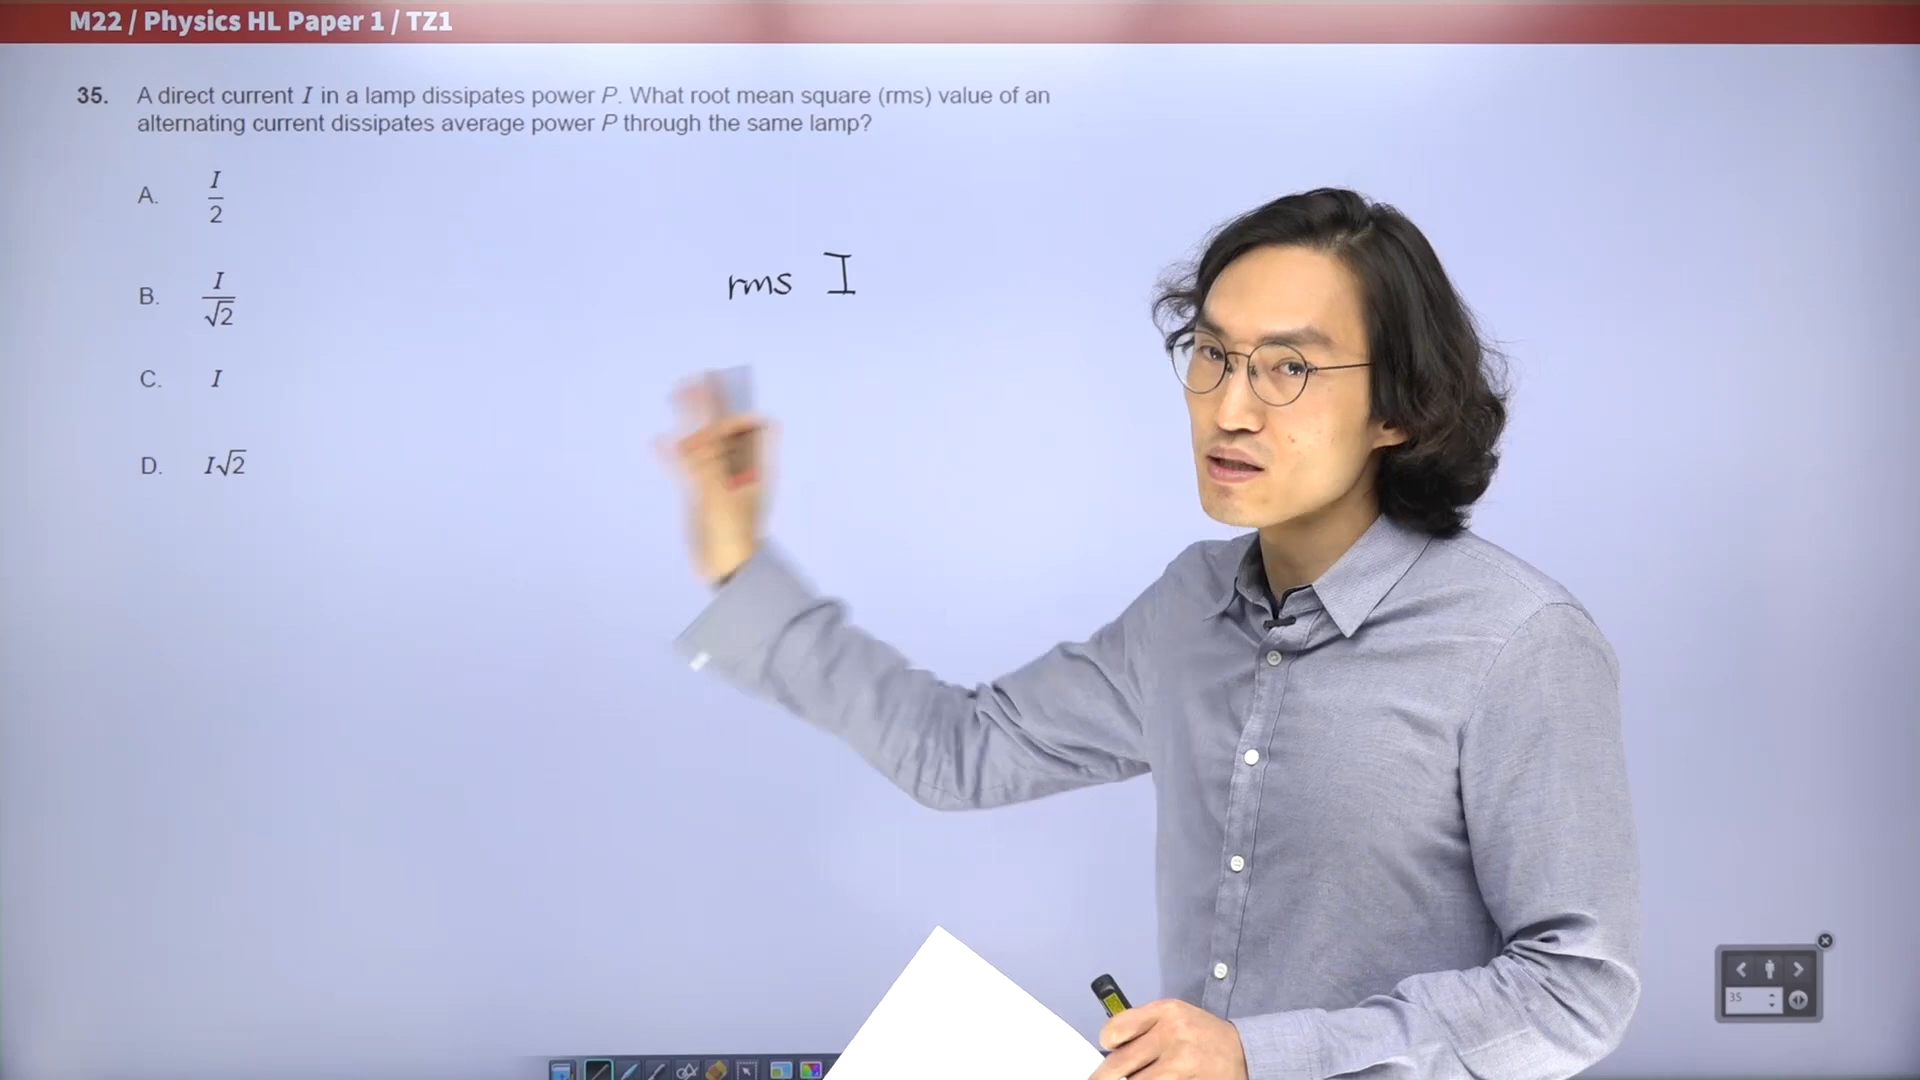 M22 / Physics HL Paper 1 / TZ1
35. A direct current I in a lamp dissipates power P. What root mean square (rms) value of an
alternating current dissipates average power P through the same lamp?
A. I/2
rms I
B. I/√2
C. I
D. I√2
35